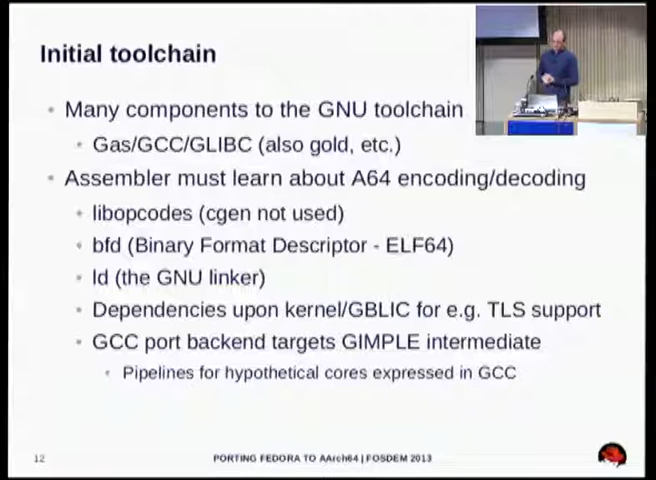 Initial toolchain
Many components to the GNU toolchain
Gas/GCC/GLIBC (also gold, etc.)
Assembler must learn about A64 encoding/decoding
libopcodes (cgen not used)
bfd (Binary Format Descriptor - ELF64)
ld (the GNU linker)
Dependencies upon kernel/GBLIC for e.g. TLS support
GCC port backend targets GIMPLE intermediate
Pipelines for hypothetical cores expressed in GCC
12
PORTING FEDORA TO AArch64 | FOSDEM 2013